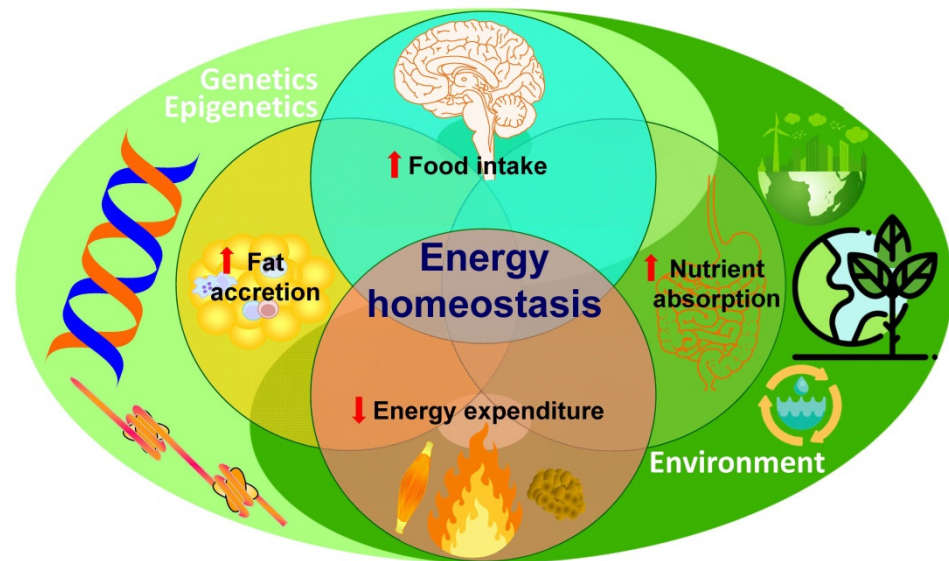 Genetics
Epigenetics
Food intake
Fat
accretion
Energy
homeostasis
Nutrient
absorption
Energy expenditure
Environment